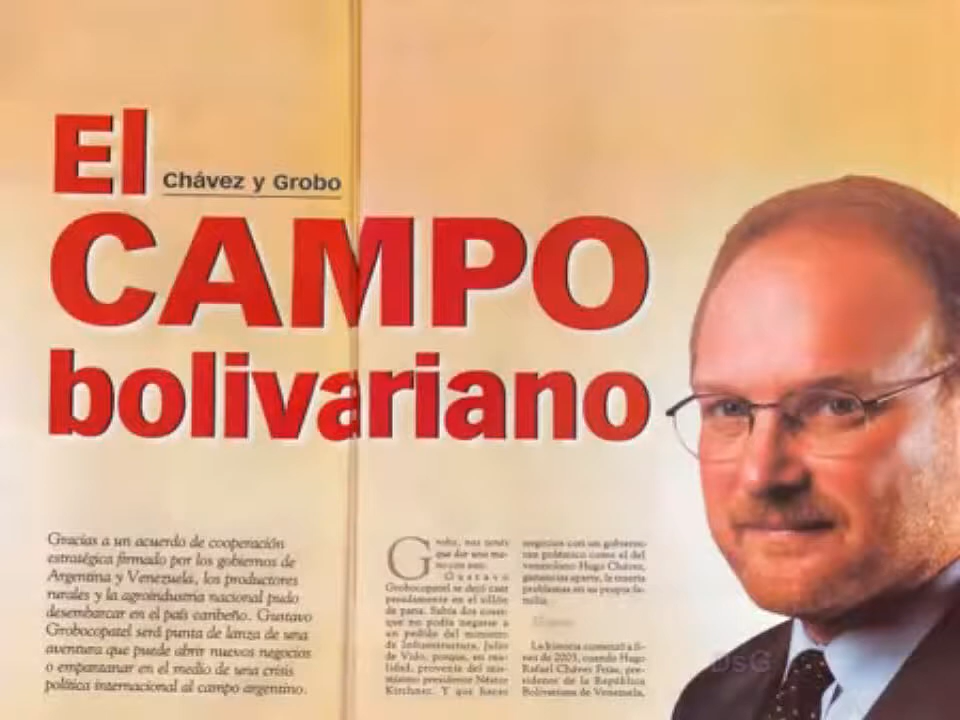 El
Chávez y Grobo
CAMPO
bolivariano
Gracias a un acuerdo de cooperación
estratégica firmado por los gobiernos de
Argentina y Venezuela, los productores
rurales y la agroindustria nacional pudo
desembarcar en el país caribeño. Gustavo
Grobocopatel será punta de lanza de una
aventura que puede abrir nuevos negocios
o empantanar en el medio de una crisis
política internacional al campo argentino.
que dar una ma-
Gustavo
Grobocopatel se dejó caer
pesadamente en el sillón
de pana. Sabía dos cosas:
que no podía negarse a
un pedido del ministro
de Infraestructura, Julio
de Vido, porque, en rea-
lidad, provenía del mis-
mísimo presidente Néstor
Kirchner. Y que hacer
negocios con un gobierno
tan polémico como el del
venezolano Hugo Chávez,
gustos aparte, le traería
problemas en su propia fa-
milia.
La historia comenzó a fi-
nes de 2003, cuando Hugo
Rafael Chávez Frías, pre-
sidente de la República
Bolivariana de Venezuela,
DsG